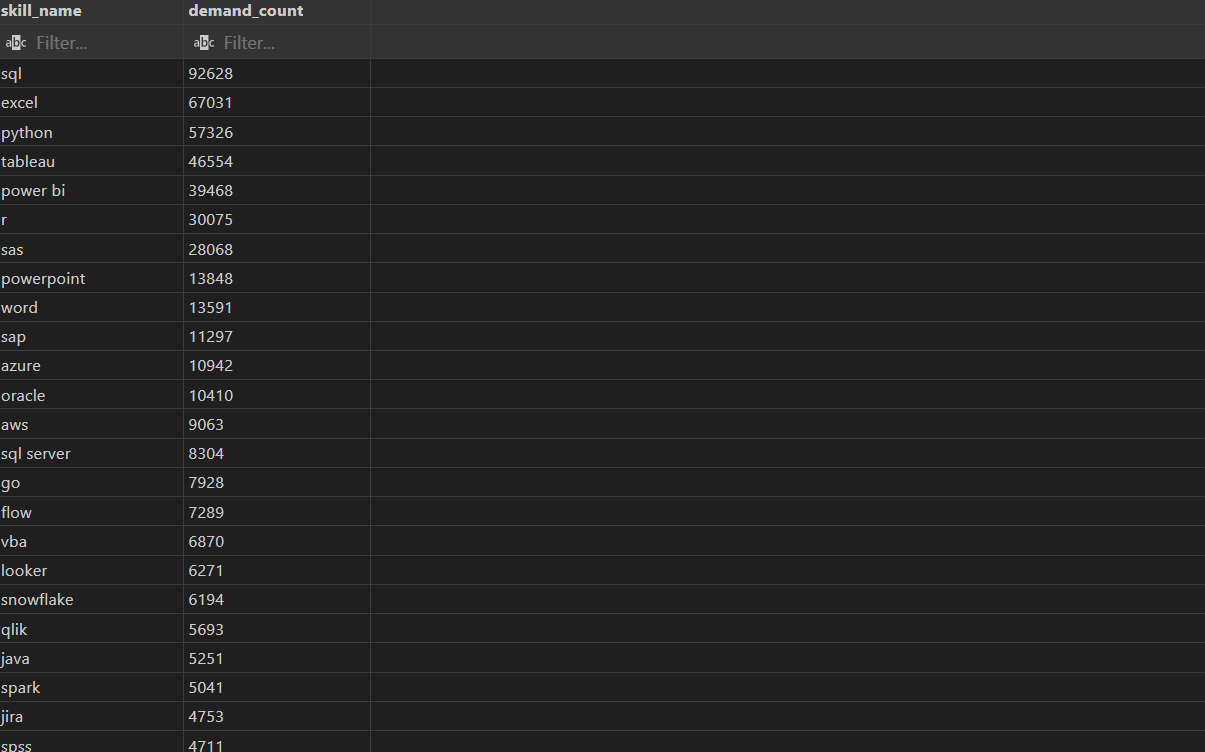 skill_name demand_count
abc Filter... abc Filter...
sql 92628
excel 67031
python 57326
tableau 46554
power bi 39468
r 30075
sas 28068
powerpoint 13848
word 13591
sap 11297
azure 10942
oracle 10410
aws 9063
sql server 8304
go 7928
flow 7289
vba 6870
looker 6271
snowflake 6194
qlik 5693
java 5251
spark 5041
jira 4753
spss 4711